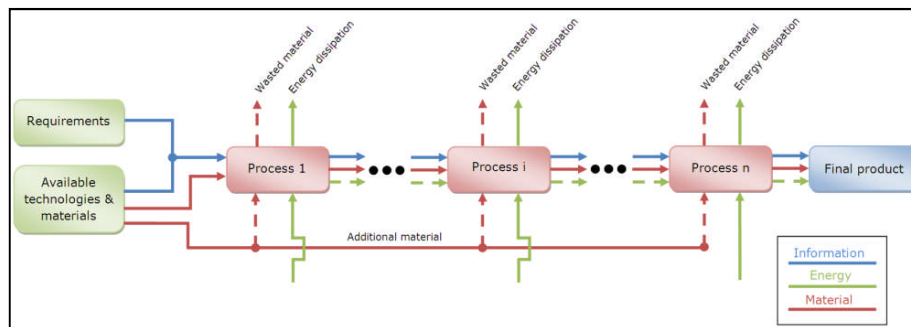 Wasted material
Energy dissipation
Wasted material
Energy dissipation
Wasted material
Energy dissipation
Requirements
Available
technologies &
materials
Process 1
Process i
Process n
Final product
Additional material
Information
Energy
Material